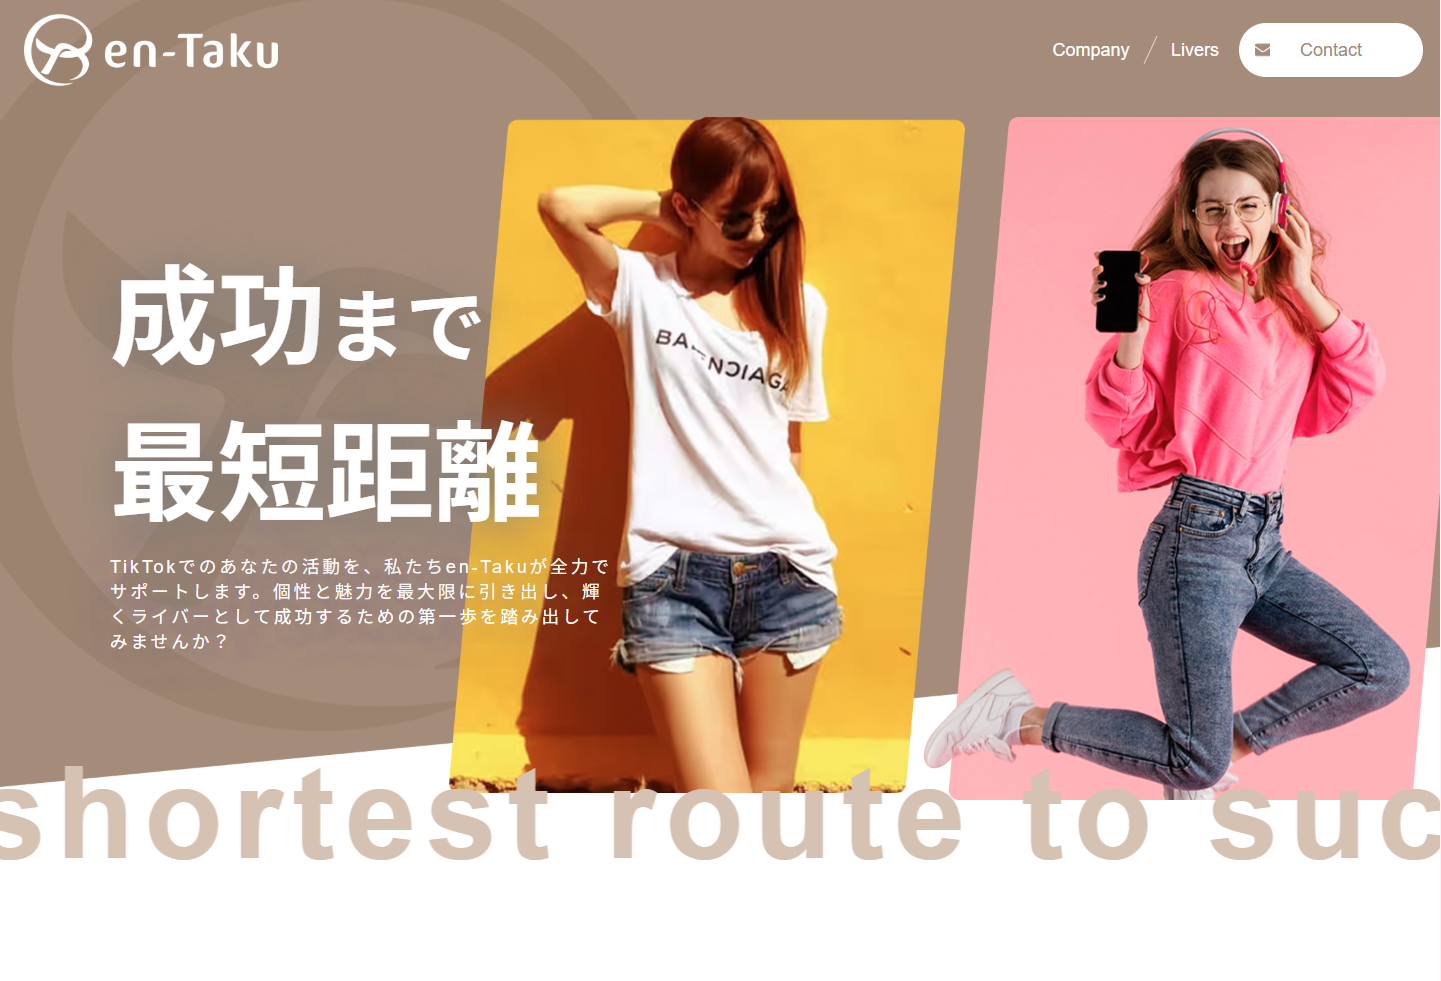 en-Taku
Company / Livers
Contact
成功まで
最短距離
TikTokでのあなたの活動を、私たちen-Takuが全力で
サポートします。個性と魅力を最大限に引き出し、輝
くライバーとして成功するための第一歩を踏み出して
みませんか？
shortest route to suc